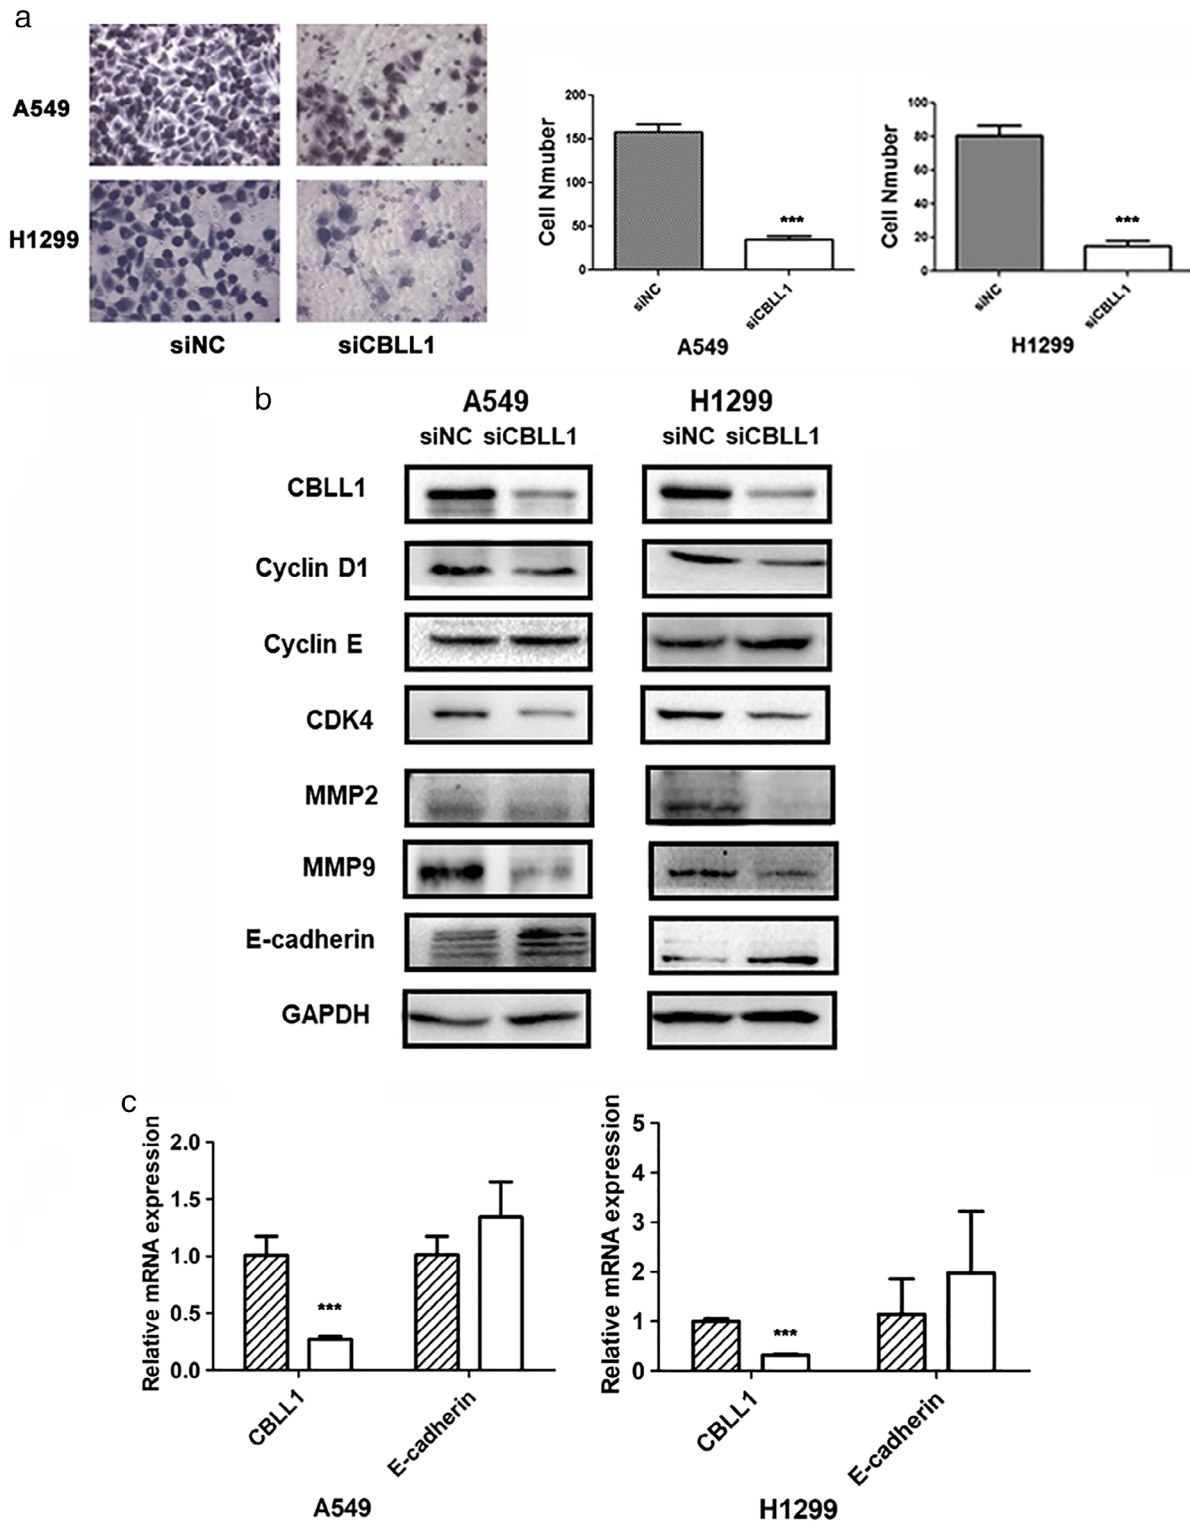 a
A549
H1299
siNC siCBLL1
Cell Nmuber
200
150
100
50
0
***
siNC
siCBLL1
A549
Cell Nmuber
100
80
60
40
20
0
***
siNC
siCBLL1
H1299
b
A549 H1299
siNC siCBLL1 siNC siCBLL1
CBLL1
Cyclin D1
Cyclin E
CDK4
MMP2
MMP9
E-cadherin
GAPDH
c
Relative mRNA expression
2.0
1.5
1.0
0.5
0.0
***
CBLL1
E-cadherin
A549
Relative mRNA expression
5
4
3
2
1
0
***
CBLL1
E-cadherin
H1299